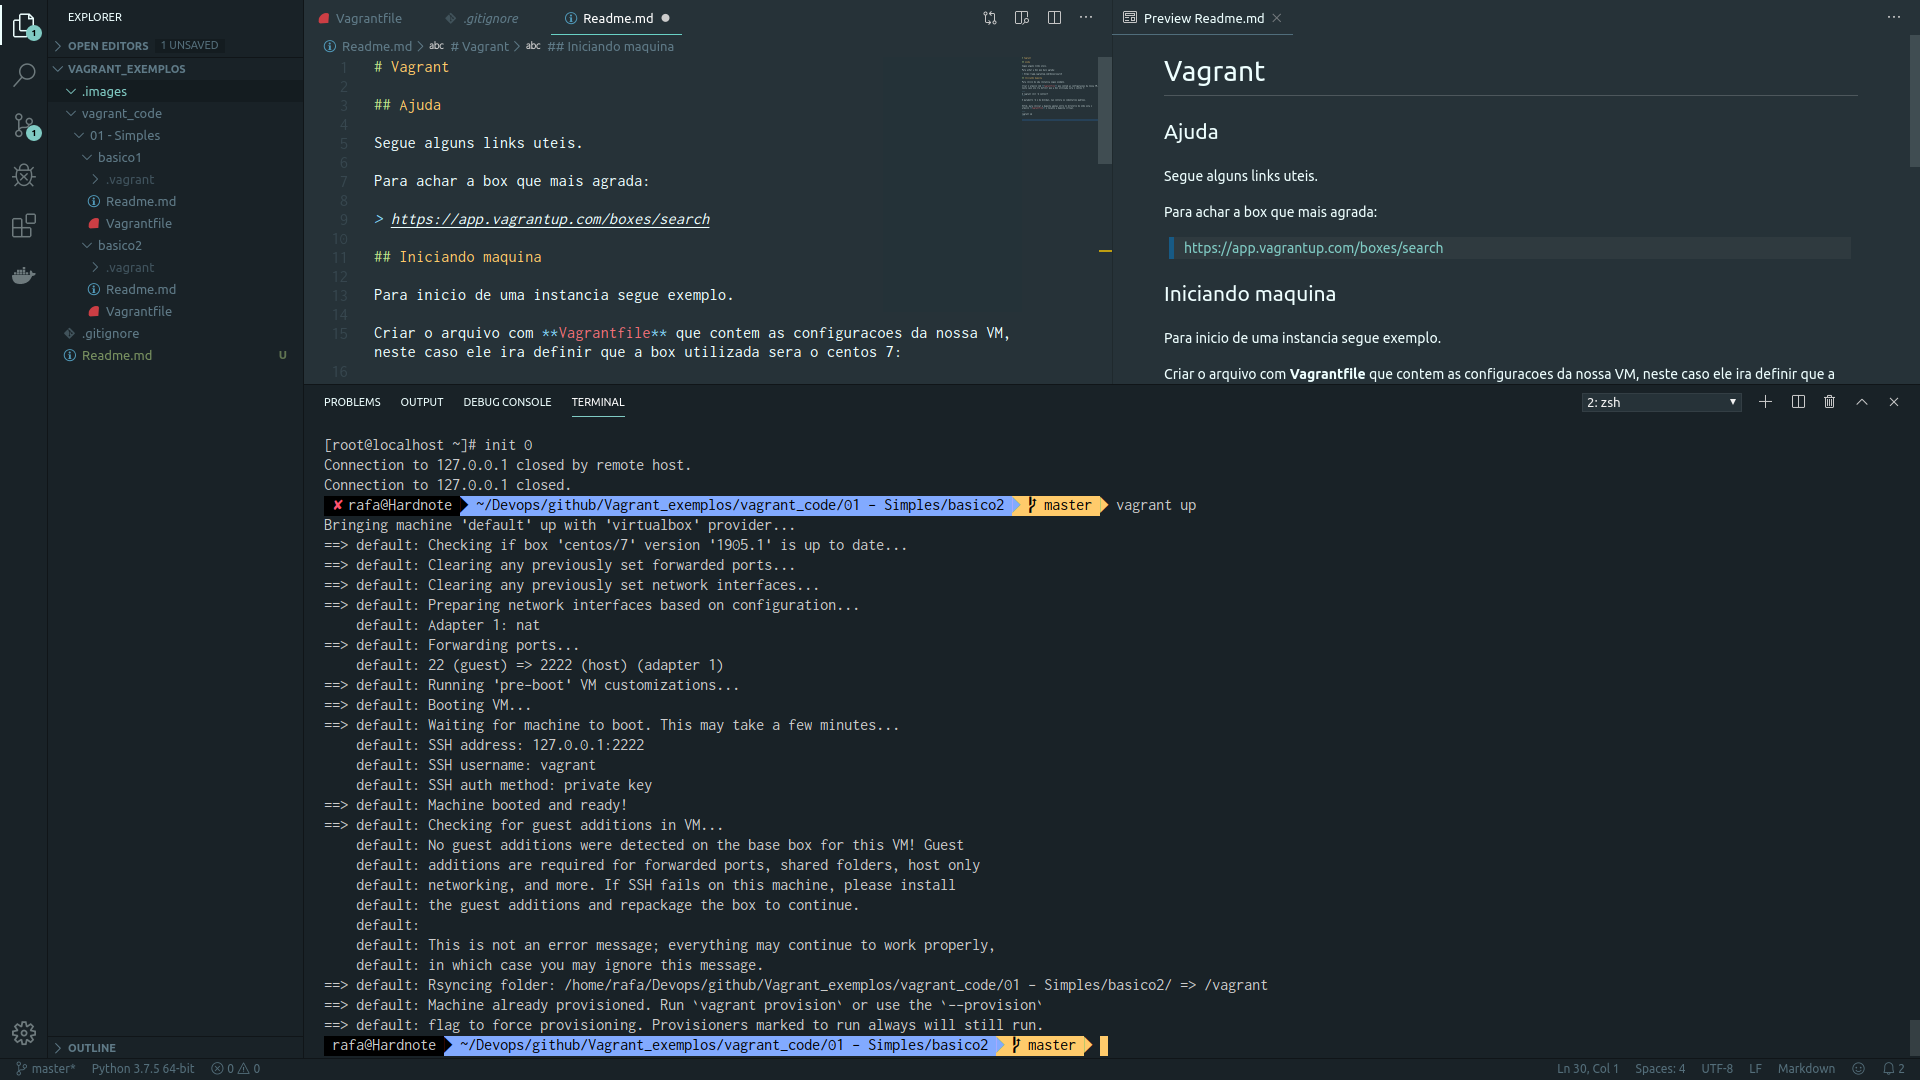 EXPLORER
OPEN EDITORS 1 UNSAVED
VAGRANT_EXEMPLOS
.images
vagrant_code
01 - Simples
basico1
.vagrant
Readme.md
Vagrantfile
basico2
.vagrant
Readme.md
Vagrantfile
.gitignore
Readme.md U
OUTLINE
1
1
Vagrantfile .gitignore Readme.md
Readme.md > abc # Vagrant > abc ## Iniciando maquina
1 # Vagrant
2
3 ## Ajuda
4
5 Segue alguns links uteis.
6
7 Para achar a box que mais agrada:
8
9 > https://app.vagrantup.com/boxes/search
10
11 ## Iniciando maquina
12
13 Para inicio de uma instancia segue exemplo.
14
15 Criar o arquivo com **Vagrantfile** que contem as configuracoes da nossa VM,
neste caso ele ira definir que a box utilizada sera o centos 7:
16
Preview Readme.md
Vagrant
Ajuda
Segue alguns links uteis.
Para achar a box que mais agrada:
https://app.vagrantup.com/boxes/search
Iniciando maquina
Para inicio de uma instancia segue exemplo.
Criar o arquivo com Vagrantfile que contem as configuracoes da nossa VM, neste caso ele ira definir que a
PROBLEMS OUTPUT DEBUG CONSOLE TERMINAL
2: zsh
[root@localhost ~]# init 0
Connection to 127.0.0.1 closed by remote host.
Connection to 127.0.0.1 closed.
✘ rafa@Hardnote ~/Devops/github/Vagrant_exemplos/vagrant_code/01 - Simples/basico2 master vagrant up
Bringing machine 'default' up with 'virtualbox' provider...
==> default: Checking if box 'centos/7' version '1905.1' is up to date...
==> default: Clearing any previously set forwarded ports...
==> default: Clearing any previously set network interfaces...
==> default: Preparing network interfaces based on configuration...
default: Adapter 1: nat
==> default: Forwarding ports...
default: 22 (guest) => 2222 (host) (adapter 1)
==> default: Running 'pre-boot' VM customizations...
==> default: Booting VM...
==> default: Waiting for machine to boot. This may take a few minutes...
default: SSH address: 127.0.0.1:2222
default: SSH username: vagrant
default: SSH auth method: private key
==> default: Machine booted and ready!
==> default: Checking for guest additions in VM...
default: No guest additions were detected on the base box for this VM! Guest
default: additions are required for forwarded ports, shared folders, host only
default: networking, and more. If SSH fails on this machine, please install
default: the guest additions and repackage the box to continue.
default:
default: This is not an error message; everything may continue to work properly,
default: in which case you may ignore this message.
==> default: Rsyncing folder: /home/rafa/Devops/github/Vagrant_exemplos/vagrant_code/01 - Simples/basico2/ => /vagrant
==> default: Machine already provisioned. Run `vagrant provision` or use the `--provision`
==> default: flag to force provisioning. Provisioners marked to run always will still run.
rafa@Hardnote ~/Devops/github/Vagrant_exemplos/vagrant_code/01 - Simples/basico2 master
master* Python 3.7.5 64-bit 0 0 Ln 30, Col 1 Spaces: 4 UTF-8 LF Markdown 2